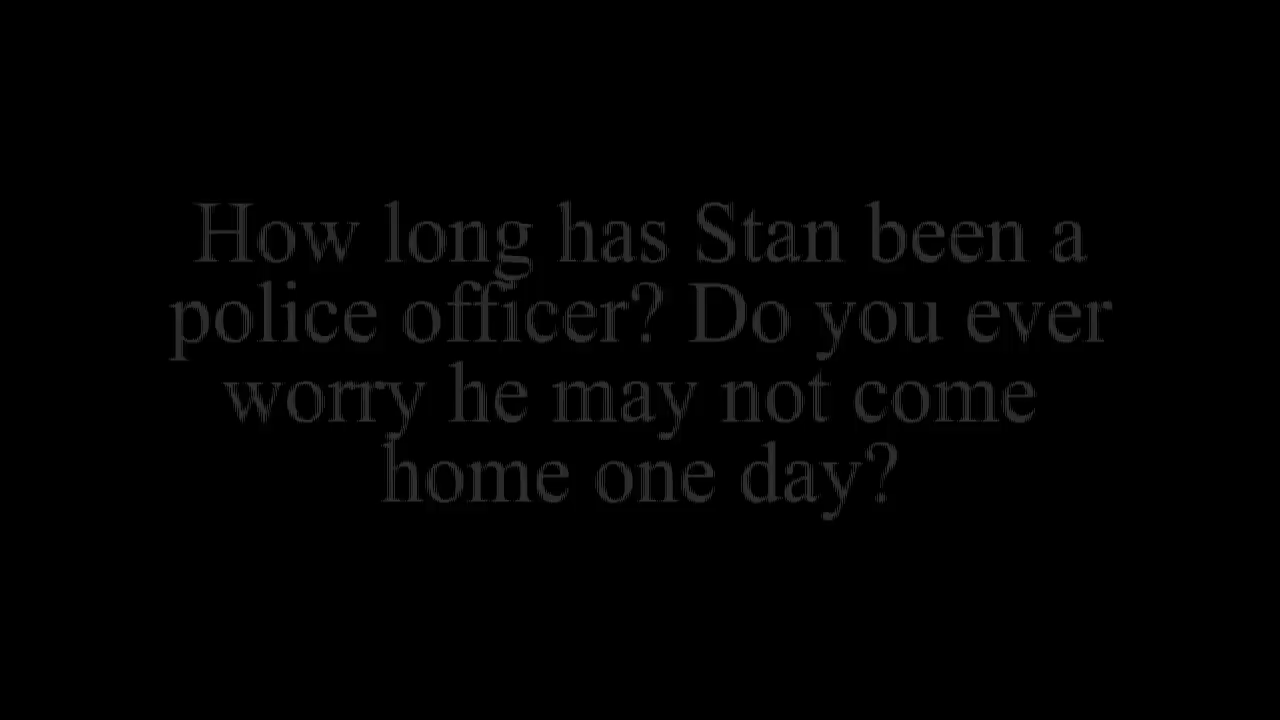 How long has Stan been a
police officer? Do you ever
worry he may not come
home one day?